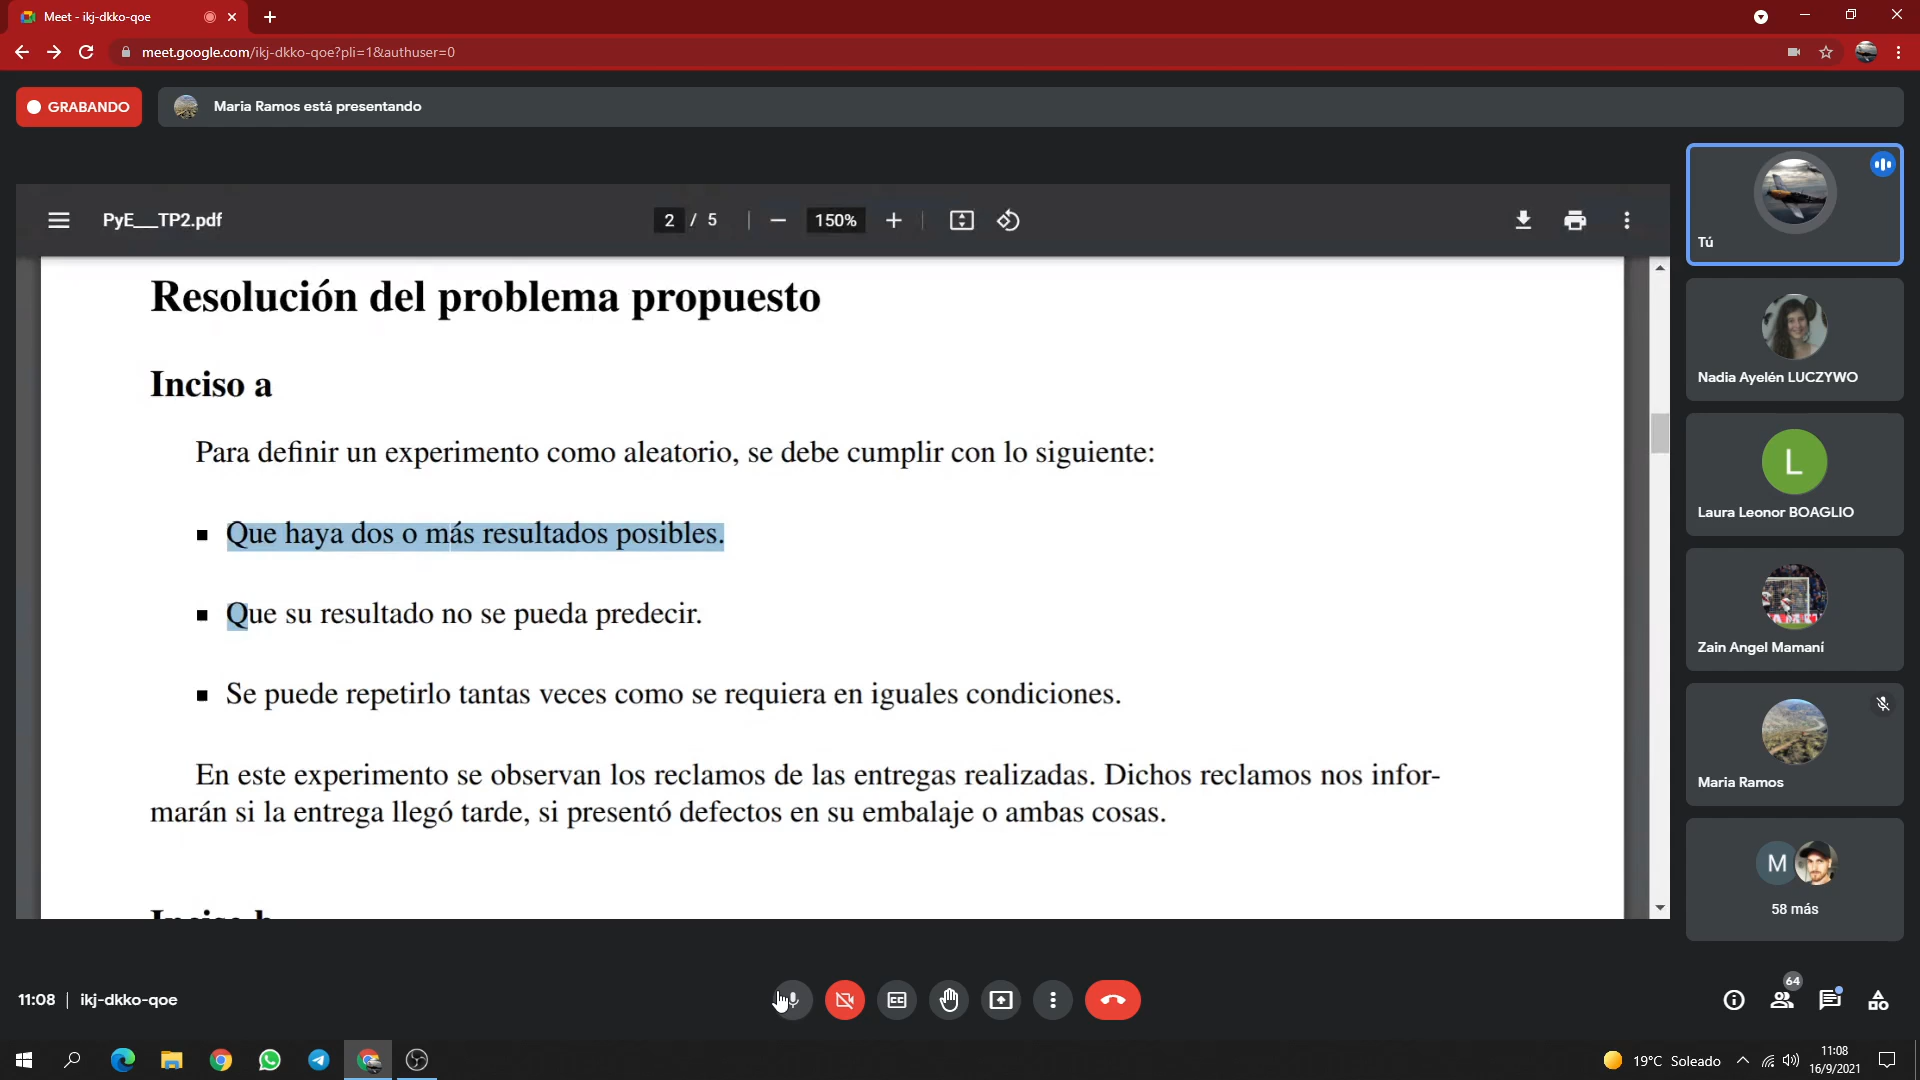 Meet - ikj-dkko-qoe
meet.google.com/ikj-dkko-qoe?pli=1&authuser=0
GRABANDO
Maria Ramos está presentando
PyE__TP2.pdf
2 / 5
150%
Resolución del problema propuesto
Inciso a
Para definir un experimento como aleatorio, se debe cumplir con lo siguiente:
Que haya dos o más resultados posibles.
Que su resultado no se pueda predecir.
Se puede repetirlo tantas veces como se requiera en iguales condiciones.
En este experimento se observan los reclamos de las entregas realizadas. Dichos reclamos nos infor-
marán si la entrega llegó tarde, si presentó defectos en su embalaje o ambas cosas.
Tú
Nadia Ayelén LUCZYWO
L
Laura Leonor BOAGLIO
Zain Angel Mamaní
Maria Ramos
M
58 más
11:08 | ikj-dkko-qoe
64
19°C Soleado
11:08
16/9/2021